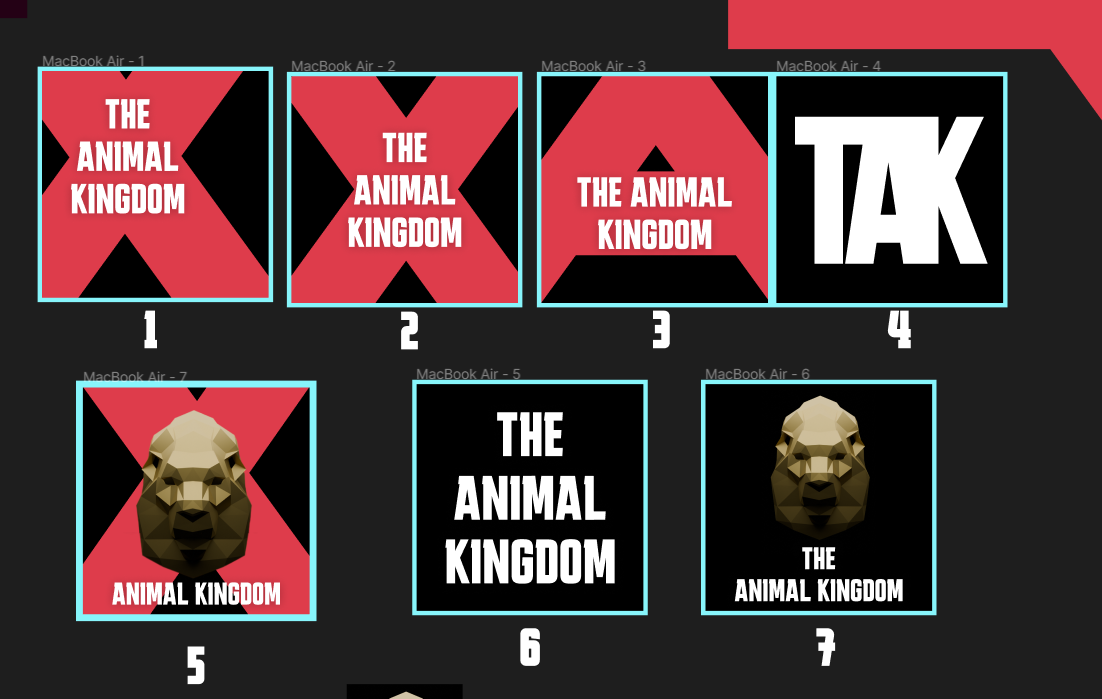 MacBook Air - 1
MacBook Air - 2
MacBook Air - 3
MacBook Air - 4
THE
ANIMAL
KINGDOM
THE
ANIMAL
KINGDOM
THE ANIMAL
KINGDOM
TAK
1
2
3
4
MacBook Air - 7
MacBook Air - 5
MacBook Air - 6
ANIMAL KINGDOM
THE
ANIMAL
KINGDOM
THE
ANIMAL KINGDOM
5
6
7